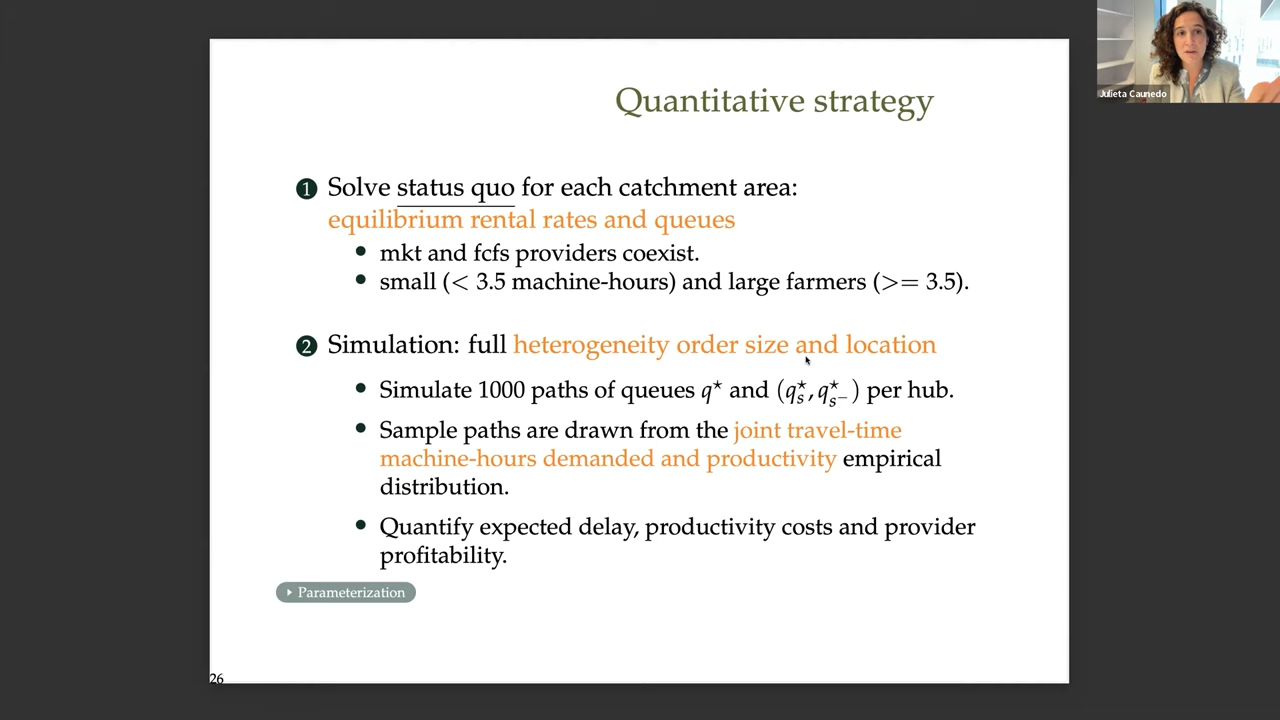 Julieta Caunedo
Quantitative strategy
1 Solve status quo for each catchment area:
equilibrium rental rates and queues
• mkt and fcfs providers coexist.
• small (< 3.5 machine-hours) and large farmers (>= 3.5).
2 Simulation: full heterogeneity order size and location
• Simulate 1000 paths of queues q⋆ and (q⋆ₛ, q⋆ₛ₋) per hub.
• Sample paths are drawn from the joint travel-time
machine-hours demanded and productivity empirical
distribution.
• Quantify expected delay, productivity costs and provider
profitability.
Parameterization
26